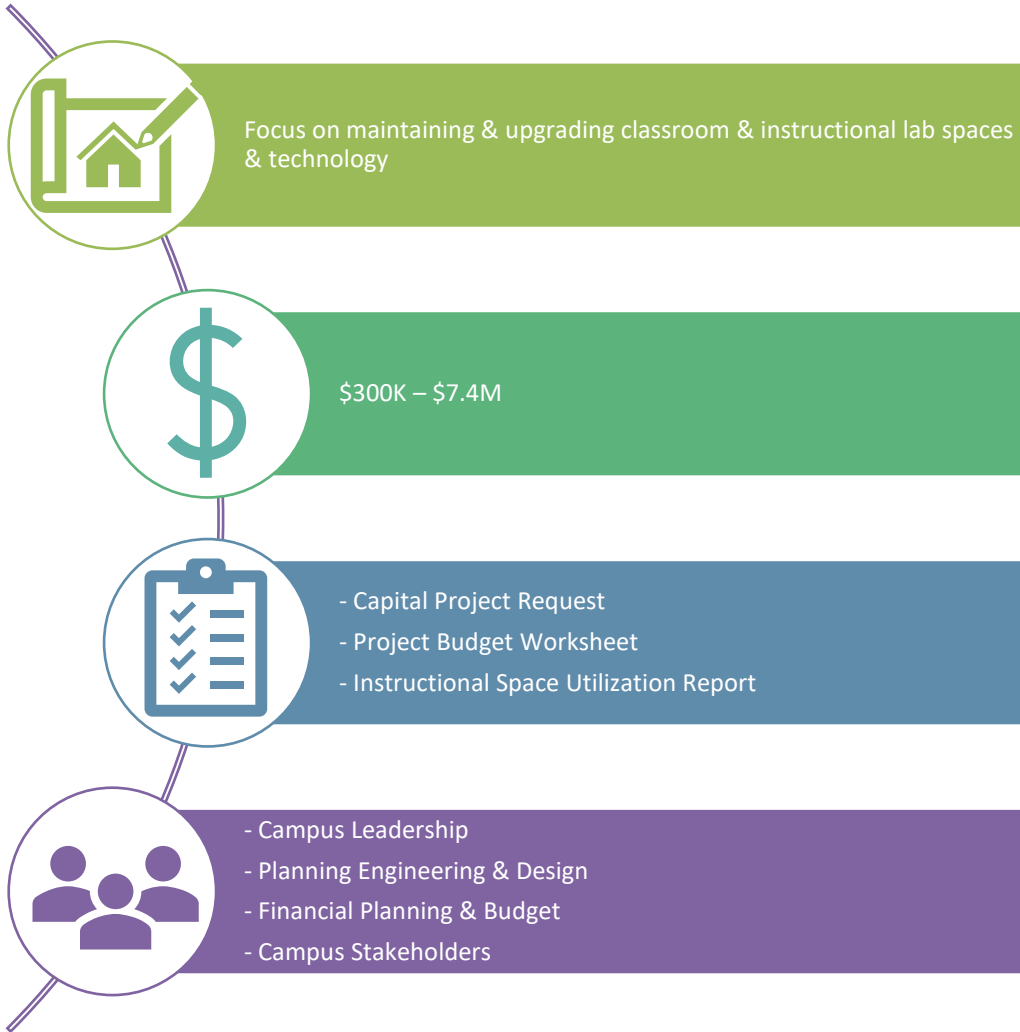 Focus on maintaining & upgrading classroom & instructional lab spaces
& technology
$300K – $7.4M
- Capital Project Request
- Project Budget Worksheet
- Instructional Space Utilization Report
- Campus Leadership
- Planning Engineering & Design
- Financial Planning & Budget
- Campus Stakeholders